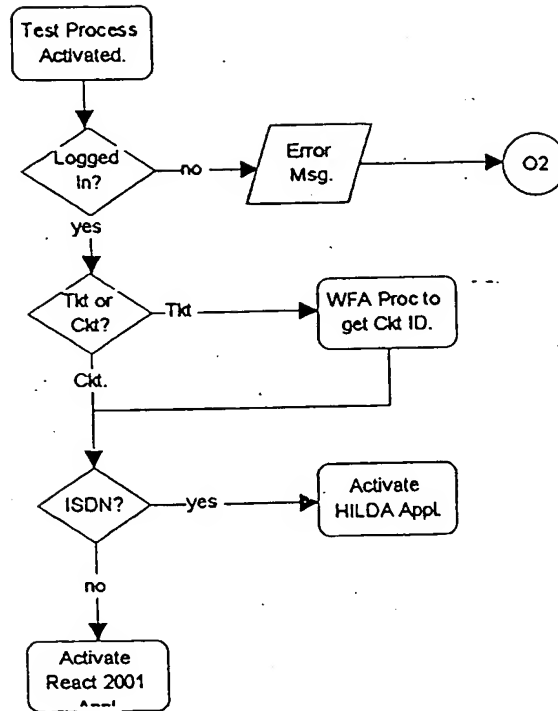 Test Process
Activated.
Logged
In?
no
Error
Msg.
O2
yes
Tkt or
Ckt?
Tkt
WFA Proc to
get Ckt ID.
Ckt.
ISDN?
yes
Activate
HILDA Appl.
no
Activate
React 2001
Appl